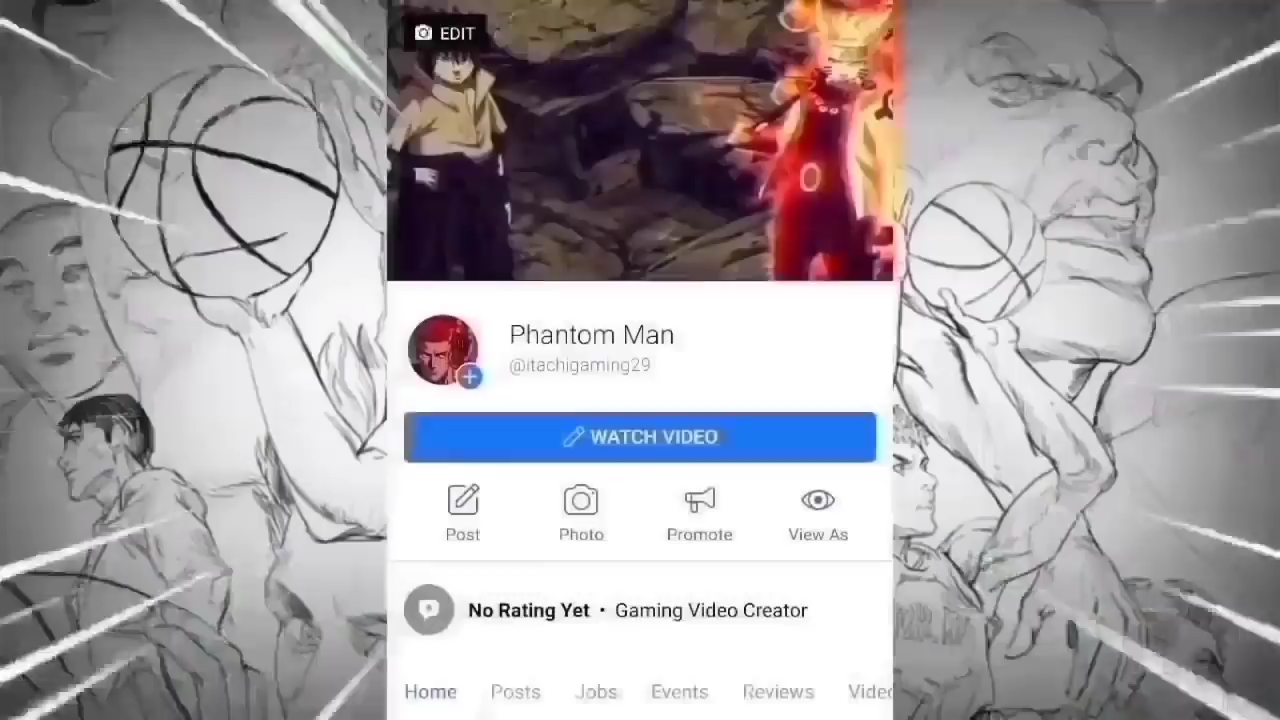 EDIT
Phantom Man
@itachigaming29
WATCH VIDEO
Post Photo Promote View As
No Rating Yet • Gaming Video Creator
Home Posts Jobs Events Reviews Video